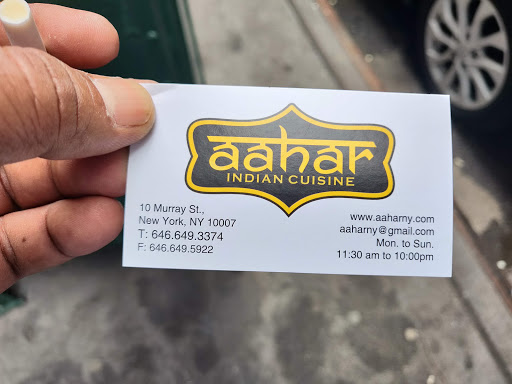 aahar
INDIAN CUISINE
10 Murray St.,
New York, NY 10007
T: 646.649.3374
F: 646.649.5922
www.aaharny.com
aaharny@gmail.com
Mon. to Sun.
11:30 am to 10:00pm